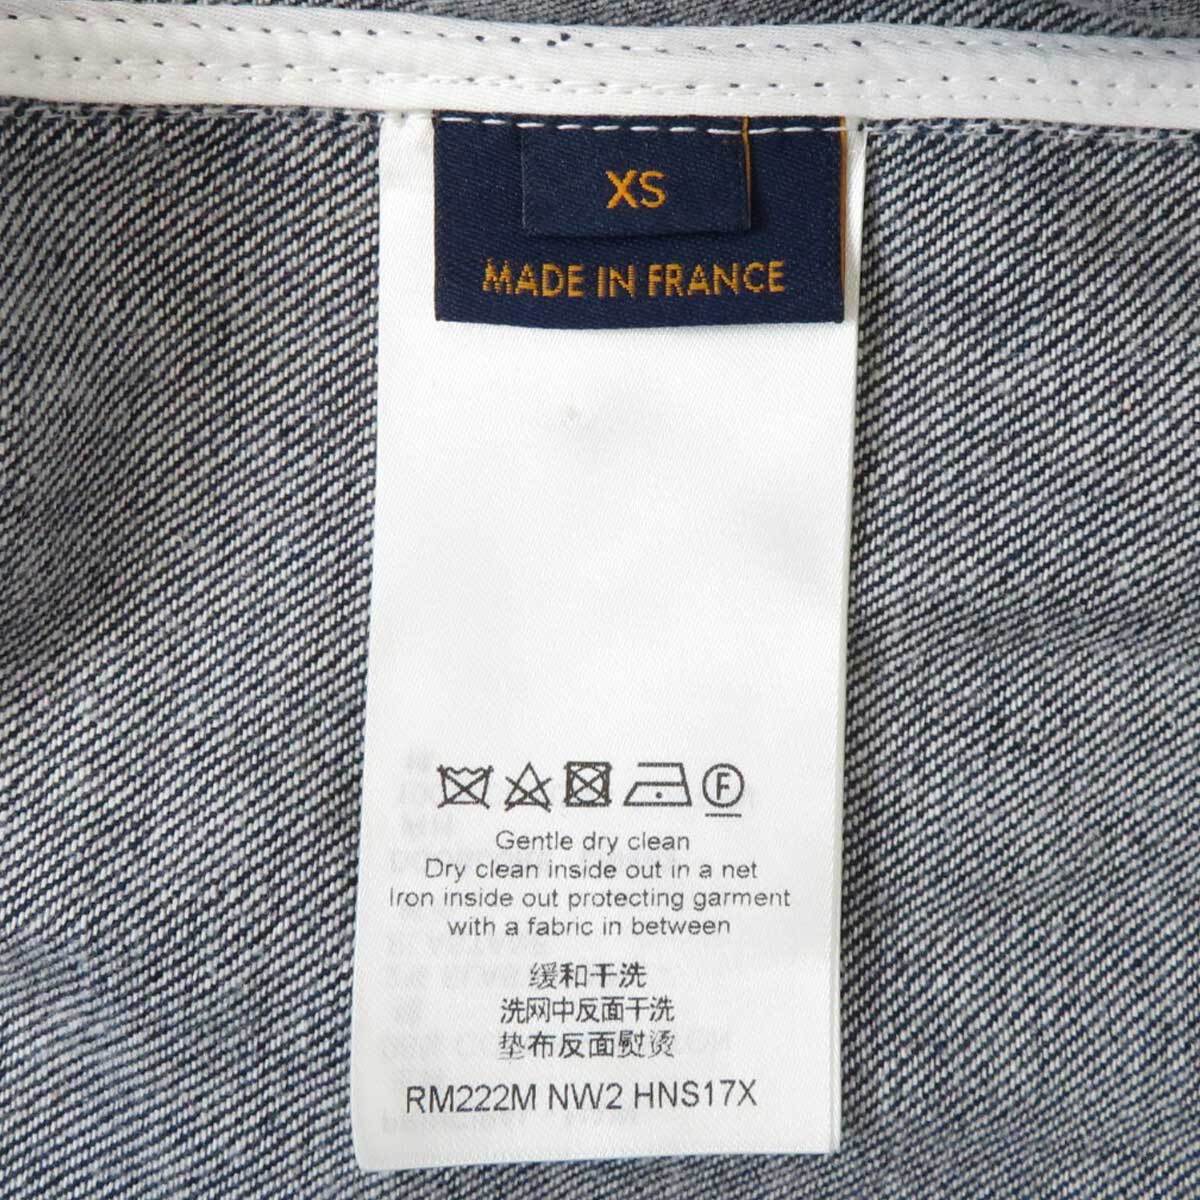 XS
MADE IN FRANCE
F
Gentle dry clean
Dry clean inside out in a net
Iron inside out protecting garment
with a fabric in between
缓和干洗
洗网中反面干洗
垫布反面熨烫
RM222M NW2 HNS17X